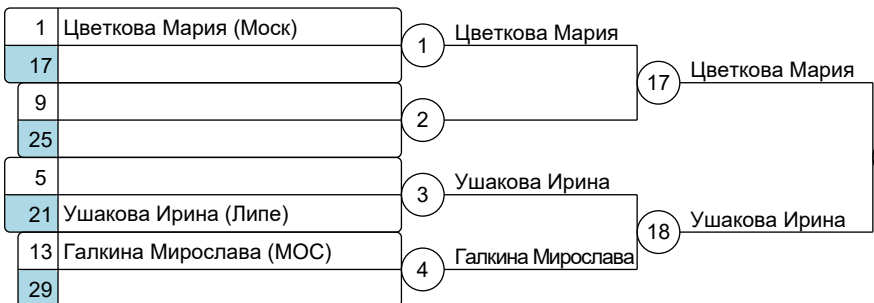 1 Цветкова Мария (Моск)
17
9
25
5
21 Ушакова Ирина (Липе)
13 Галкина Мирослава (МОС)
29
1 Цветкова Мария
2
3 Ушакова Ирина
4 Галкина Мирослава
17 Цветкова Мария
18 Ушакова Ирина